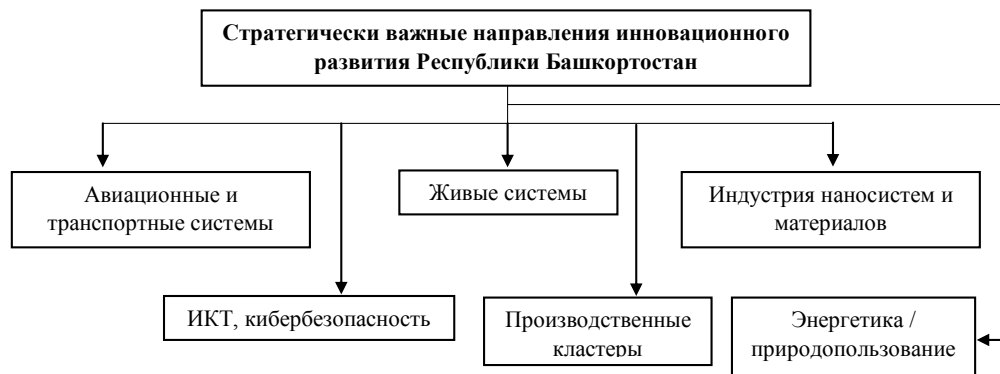 Стратегически важные направления инновационного
развития Республики Башкортостан
Авиационные и
транспортные системы
Живые системы
Индустрия наносистем и
материалов
ИКТ, кибербезопасность
Производственные
кластеры
Энергетика /
природопользование